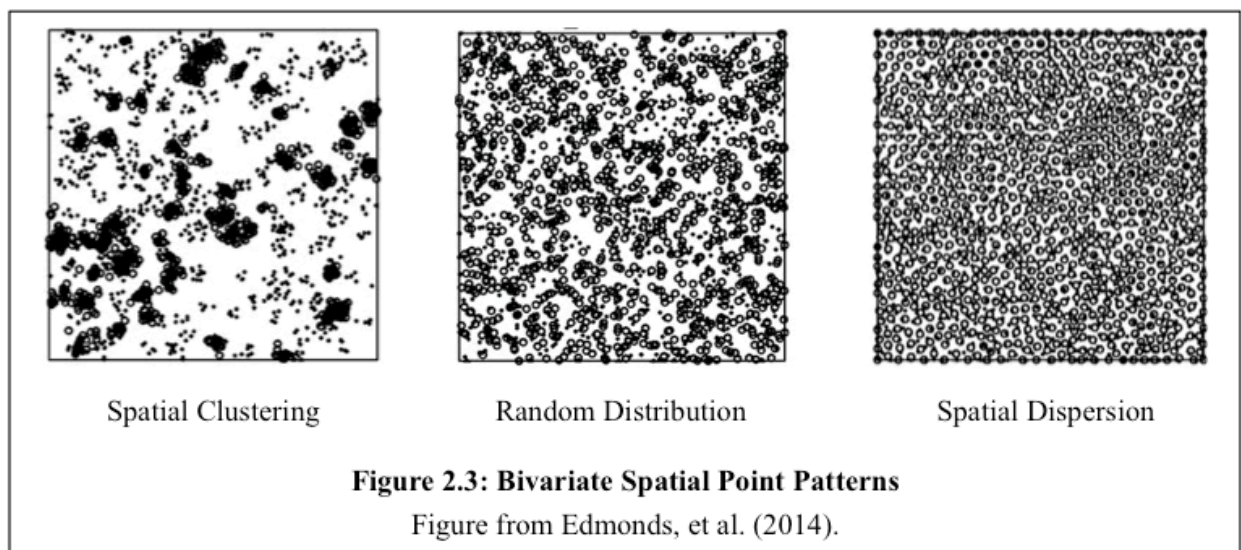 Spatial Clustering
Random Distribution
Spatial Dispersion
Figure 2.3: Bivariate Spatial Point Patterns
Figure from Edmonds, et al. (2014).